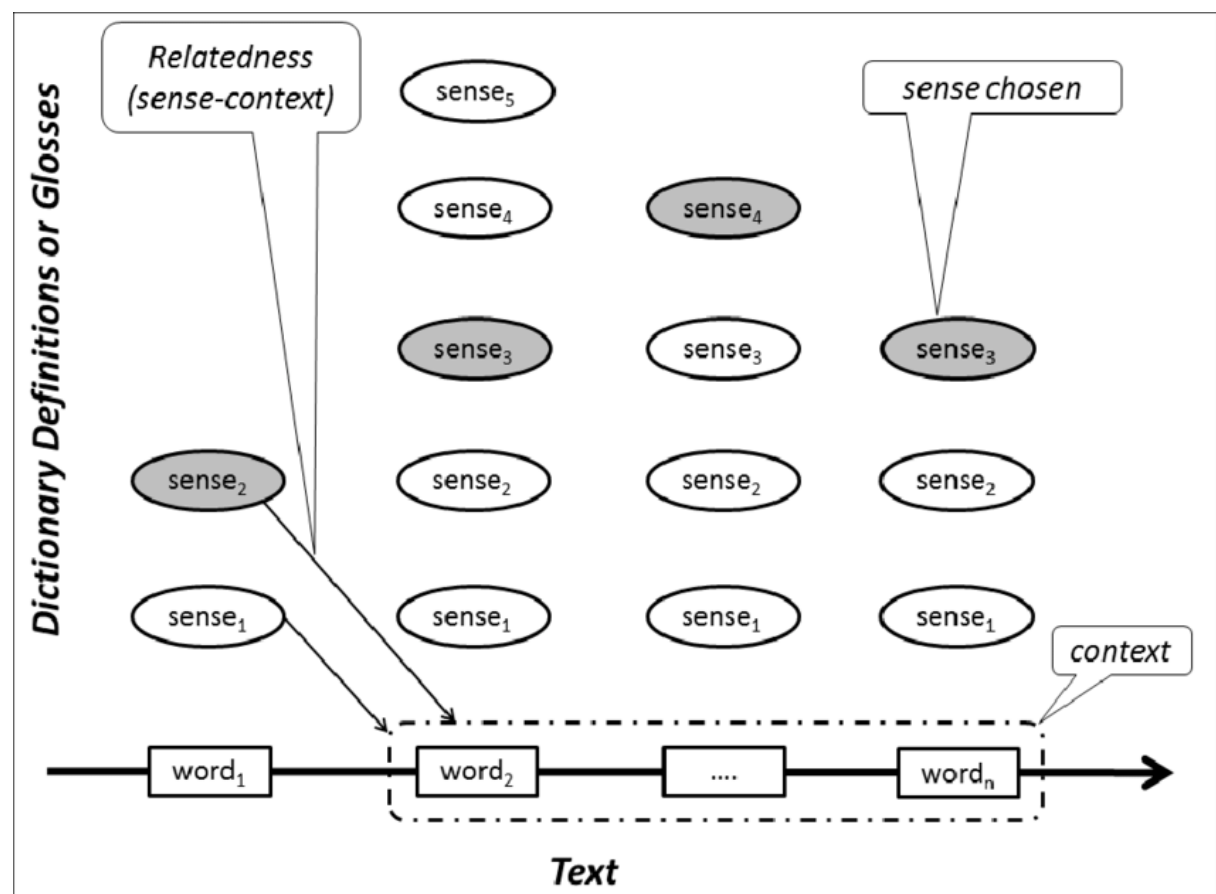 Relatedness
(sense-context)
sense chosen
Dictionary Definitions or Glosses
sense₅
sense₄
sense₄
sense₃
sense₃
sense₃
sense₂
sense₂
sense₂
sense₂
sense₁
sense₁
sense₁
sense₁
context
word₁
word₂
....
wordₙ
Text